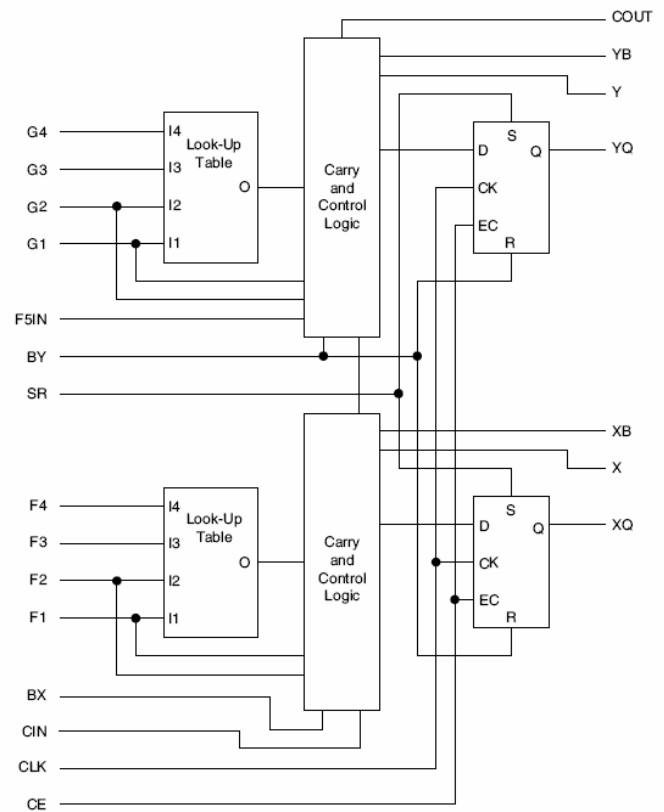 COUT
YB
Y
G4
I4
Look-Up
Table
S
G3
I3
D
Q
YQ
Carry
and
Control
Logic
O
CK
G2
I2
EC
G1
I1
R
F5IN
BY
SR
XB
X
F4
I4
Look-Up
Table
S
F3
I3
D
Q
XQ
Carry
and
Control
Logic
O
CK
F2
I2
EC
F1
I1
R
BX
CIN
CLK
CE